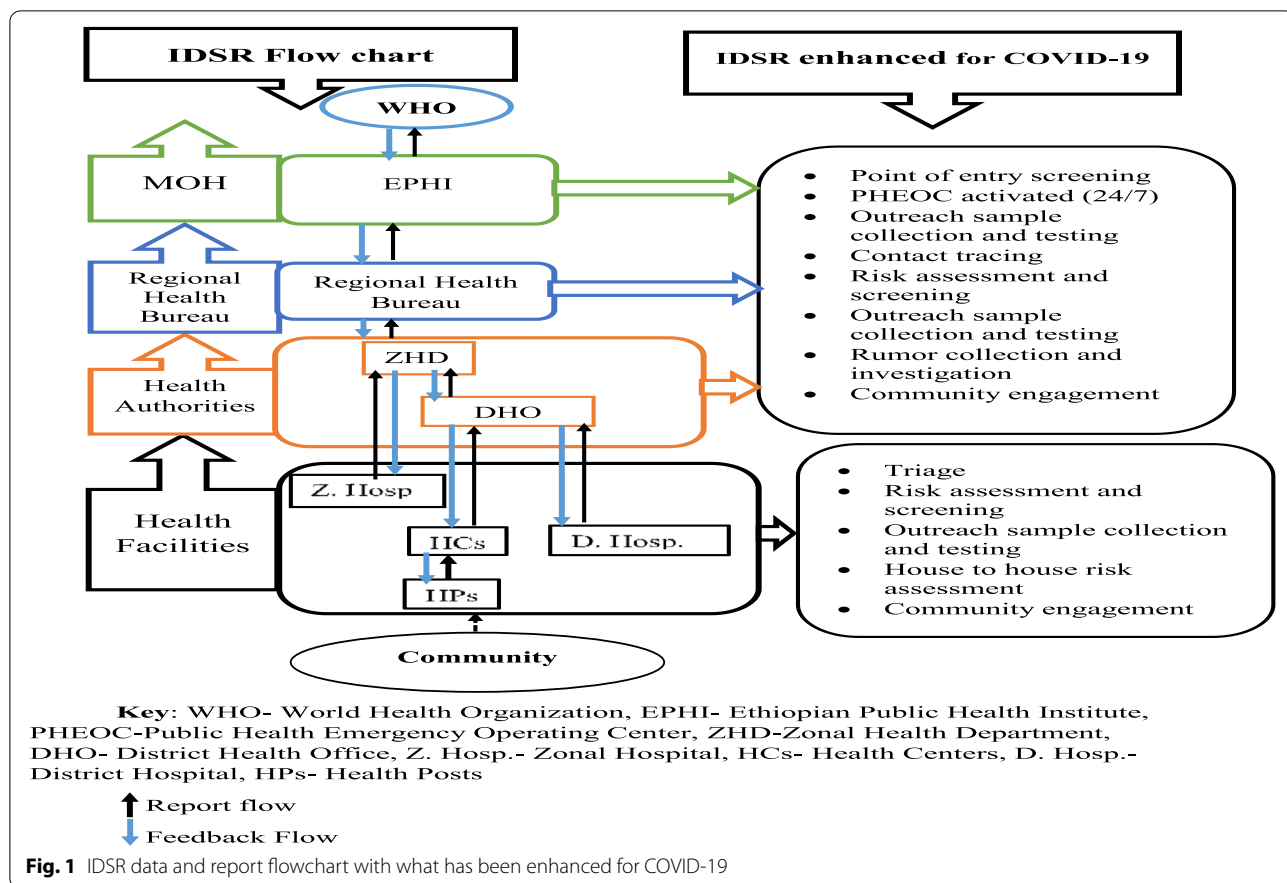 IDSR Flow chart
IDSR enhanced for COVID-19
WHO
MOH
EPHI
Regional
Health
Bureau
Regional Health
Bureau
Health
Authorities
ZHD
DHO
Health
Facilities
Z. Hosp
HCs
D. Hosp.
HPs
Community
• Point of entry screening
• PHEOC activated (24/7)
• Outreach sample
collection and testing
• Contact tracing
• Risk assessment and
screening
• Outreach sample
collection and testing
• Rumor collection and
investigation
• Community engagement
• Triage
• Risk assessment and
screening
• Outreach sample collection
and testing
• House to house risk
assessment
• Community engagement
Key: WHO- World Health Organization, EPHI- Ethiopian Public Health Institute,
PHEOC-Public Health Emergency Operating Center, ZHD-Zonal Health Department,
DHO- District Health Office, Z. Hosp.- Zonal Hospital, HCs- Health Centers, D. Hosp.-
District Hospital, HPs- Health Posts
Report flow
Feedback Flow
Fig. 1 IDSR data and report flowchart with what has been enhanced for COVID-19